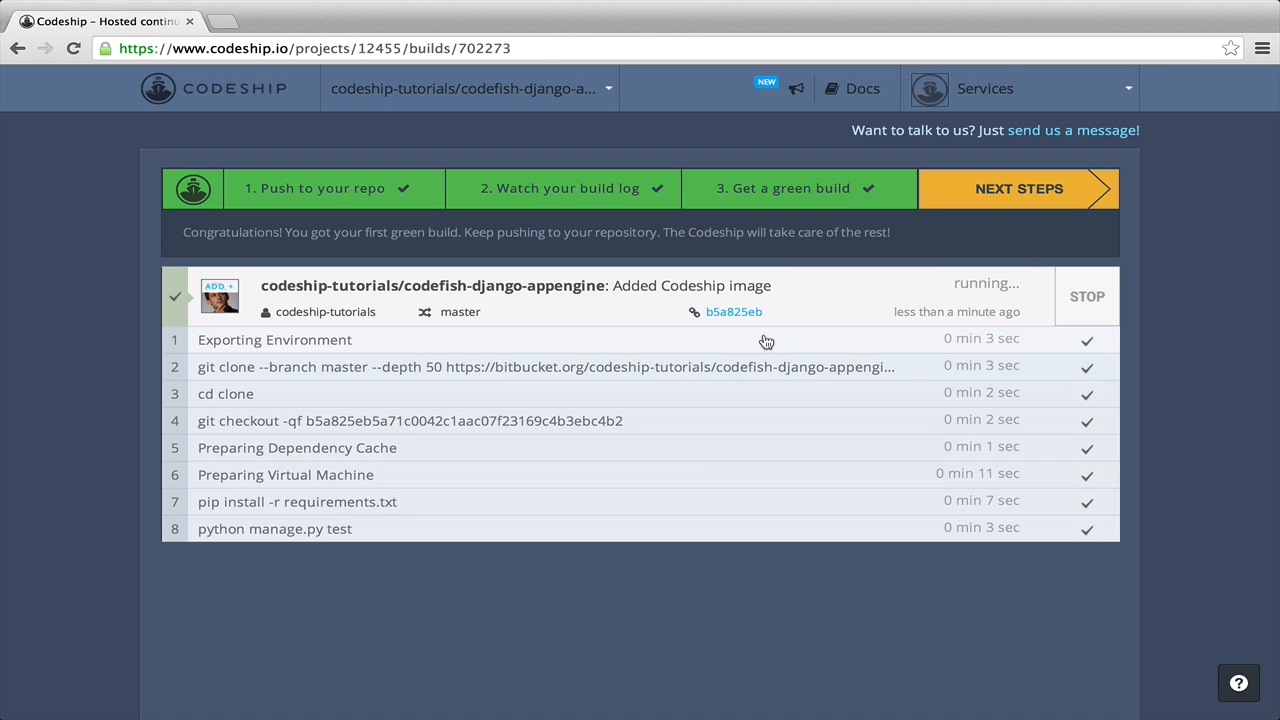 Codeship – Hosted contin
https://www.codeship.io/projects/12455/builds/702273
CODESHIP
codeship-tutorials/codefish-django-a...
NEW
Docs
Services
Want to talk to us? Just send us a message!
1. Push to your repo
2. Watch your build log
3. Get a green build
NEXT STEPS
Congratulations! You got your first green build. Keep pushing to your repository. The Codeship will take care of the rest!
ADD +
codeship-tutorials/codefish-django-appengine: Added Codeship image
running...
STOP
codeship-tutorials
master
b5a825eb
less than a minute ago
1 Exporting Environment 0 min 3 sec
2 git clone --branch master --depth 50 https://bitbucket.org/codeship-tutorials/codefish-django-appengi... 0 min 3 sec
3 cd clone 0 min 2 sec
4 git checkout -qf b5a825eb5a71c0042c1aac07f23169c4b3ebc4b2 0 min 2 sec
5 Preparing Dependency Cache 0 min 1 sec
6 Preparing Virtual Machine 0 min 11 sec
7 pip install -r requirements.txt 0 min 7 sec
8 python manage.py test 0 min 3 sec
?